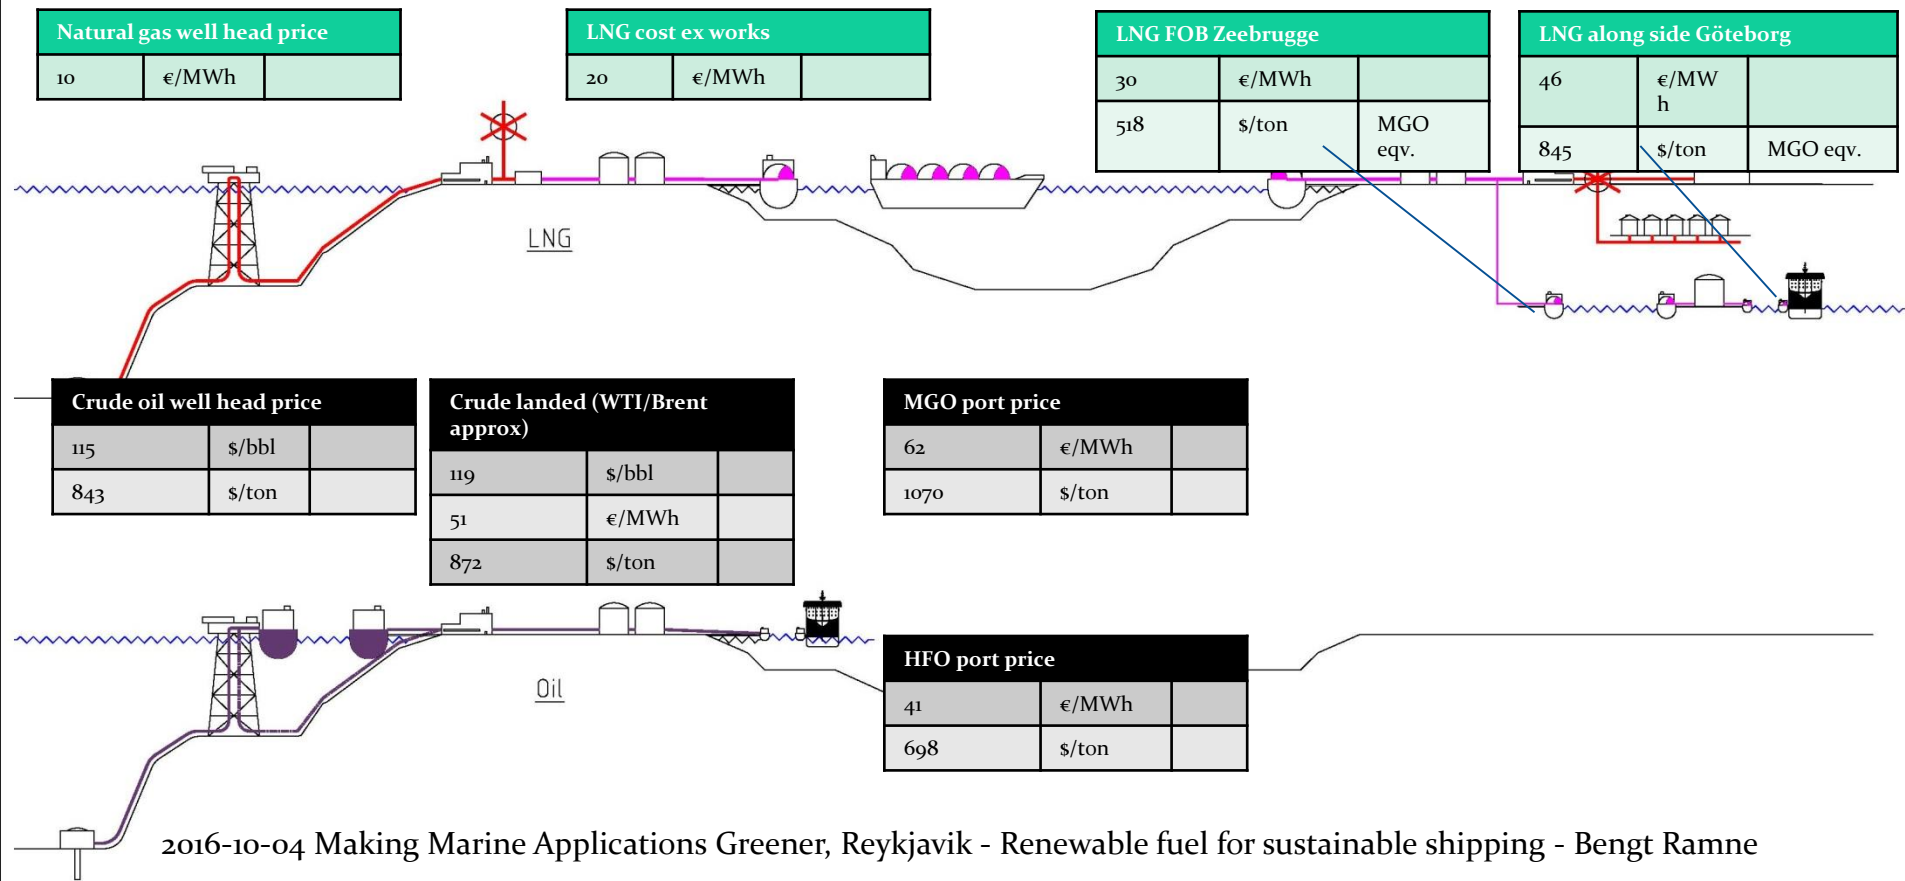 Natural gas well head price
10 €/MWh
LNG cost ex works
20 €/MWh
LNG FOB Zeebrugge
30 €/MWh
518 $/ton MGO
eqv.
LNG along side Göteborg
46 €/MW
h
845 $/ton MGO eqv.
LNG
Crude oil well head price
115 $/bbl
843 $/ton
Crude landed (WTI/Brent
approx)
119 $/bbl
51 €/MWh
872 $/ton
MGO port price
62 €/MWh
1070 $/ton
HFO port price
41 €/MWh
698 $/ton
Oil
2016-10-04 Making Marine Applications Greener, Reykjavik - Renewable fuel for sustainable shipping - Bengt Ramne